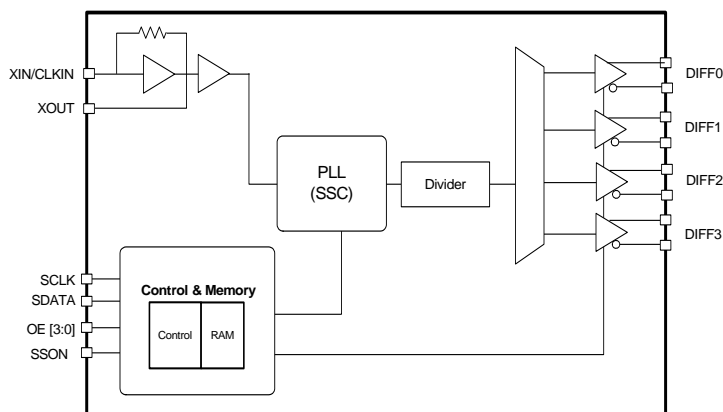 XIN/CLKIN
XOUT
DIFF0
DIFF1
DIFF2
DIFF3
PLL
(SSC)
Divider
SCLK
SDATA
OE [3:0]
SSON
Control & Memory
Control
RAM